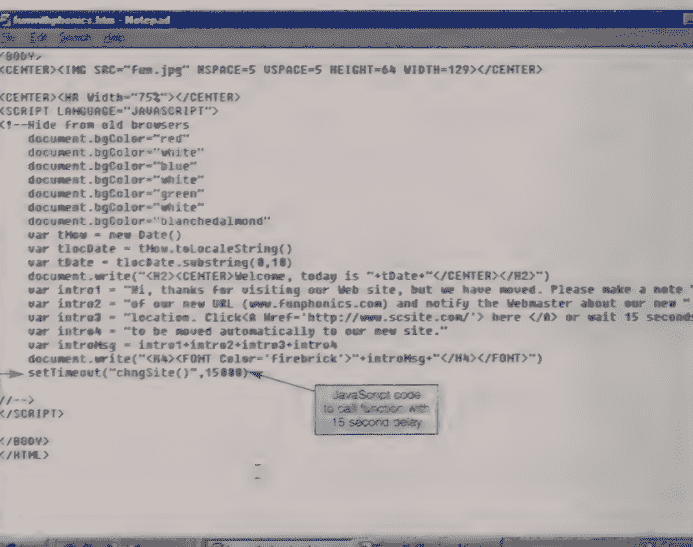 funwithphonics.htm - Notepad
File Edit Search Help
<CENTER><IMG SRC="fwm.jpg" HSPACE=5 VSPACE=5 HEIGHT=64 WIDTH=129></CENTER>
<CENTER><HR Width="75%"></CENTER>
<SCRIPT LANGUAGE="JAVASCRIPT">
<!--Hide from old browsers
document.bgColor="red"
document.bgColor="white"
document.bgColor="blue"
document.bgColor="white"
document.bgColor="green"
document.bgColor="white"
document.bgColor="blanchedalmond"
var tNow = new Date()
var tlocDate = tNow.toLocaleString()
var tDate = tlocDate.substring(0,10)
document.write("<H2><CENTER>Welcome, today is "+tDate+"</CENTER></H2>")
var intro1 = "Hi, thanks for visiting our Web site, but we have moved. Please make a note "
var intro2 = "of our new URL (www.funphonics.com) and notify the Webmaster about our new "
var intro3 = "location. Click<A Href='http://www.scsite.com/'> here </A> or wait 15 seconds
var intro4 = "to be moved automatically to our new site."
var introMsg = intro1+intro2+intro3+intro4
document.write("<H4><FONT Color='firebrick'>"+introMsg+"</H4></FONT>")
setTimeout("chngSite()",15000)
JavaScript code
to call function with
15 second delay
//-->
</SCRIPT>
</BODY>
</HTML>